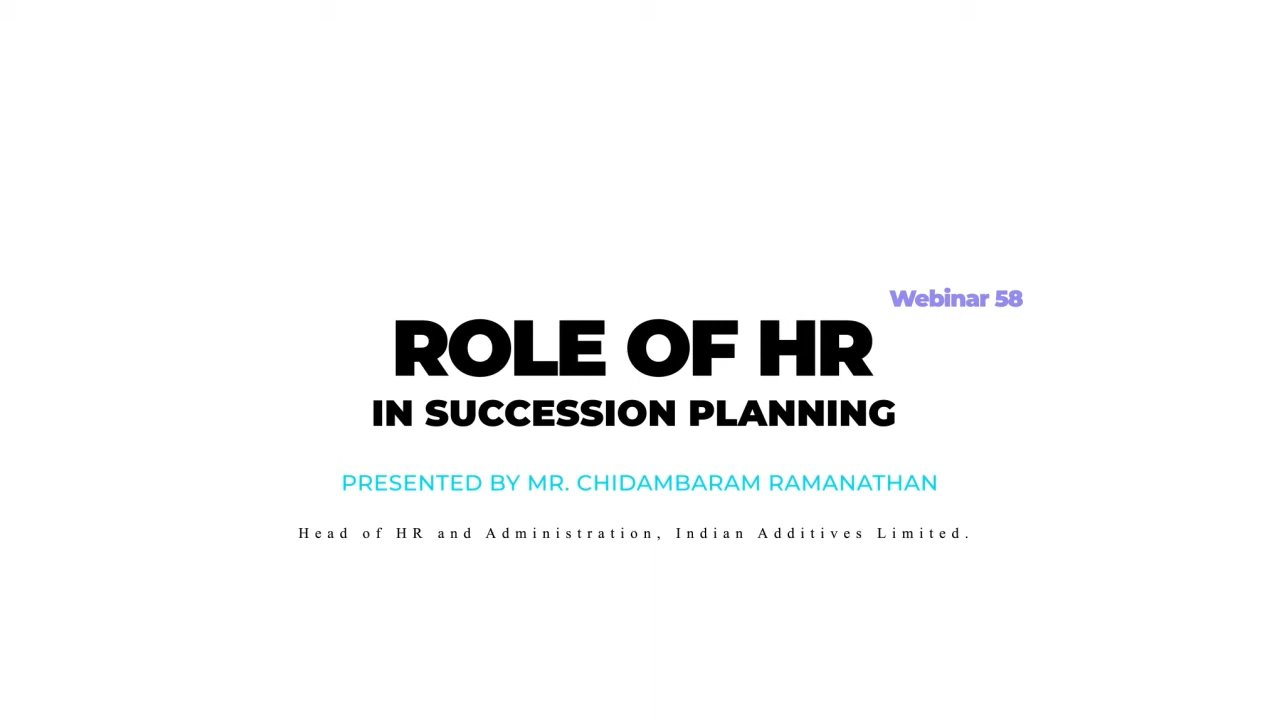 Webinar 58
ROLE OF HR
IN SUCCESSION PLANNING
PRESENTED BY MR. CHIDAMBARAM RAMANATHAN
Head of HR and Administration, Indian Additives Limited.